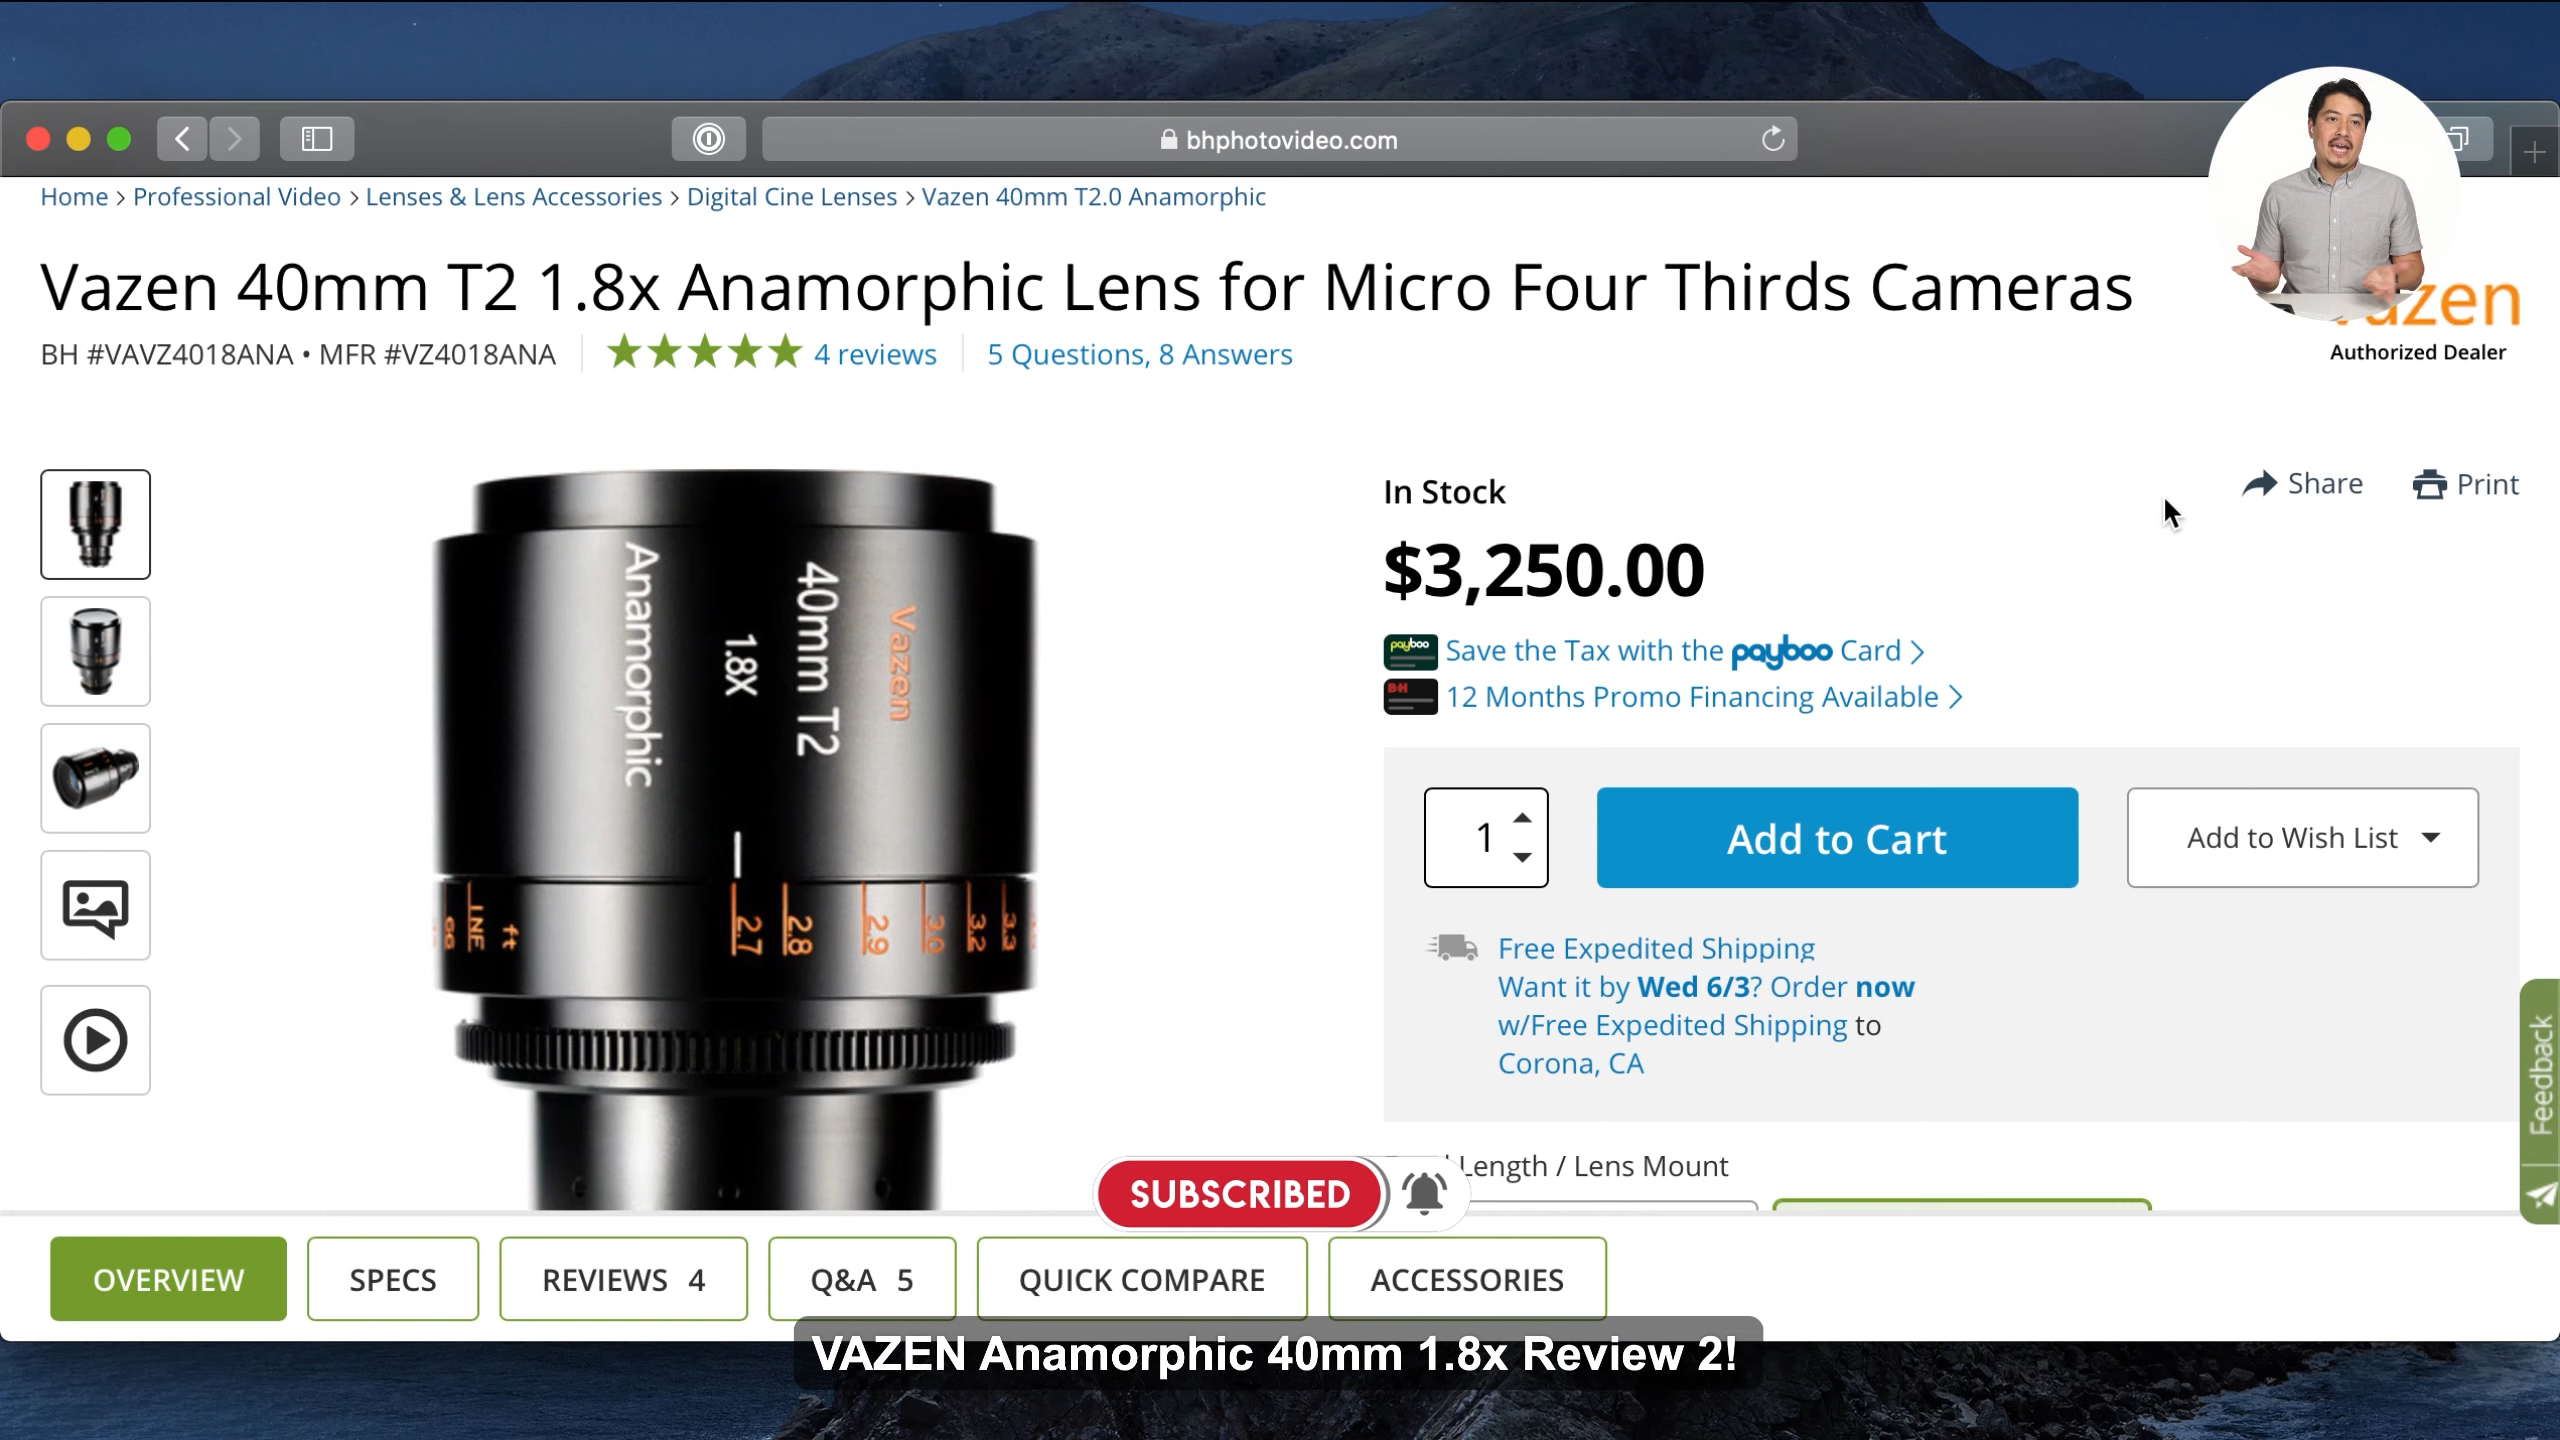 bhphotovideo.com
Home > Professional Video > Lenses & Lens Accessories > Digital Cine Lenses > Vazen 40mm T2.0 Anamorphic
Vazen 40mm T2 1.8x Anamorphic Lens for Micro Four Thirds Cameras
zen
BH #VAVZ4018ANA • MFR #VZ4018ANA
4 reviews
5 Questions, 8 Answers
Authorized Dealer
Share
Print
In Stock
$3,250.00
payboo
Save the Tax with the payboo Card >
B&H
12 Months Promo Financing Available >
Vazen
40mm T2
1.8X
Anamorphic
INF
ft
2.7
2.8
2.9
3.0
3.2
3.3
1
Add to Cart
Add to Wish List
Free Expedited Shipping
Want it by Wed 6/3? Order now
w/Free Expedited Shipping to
Corona, CA
Feedback
Length / Lens Mount
SUBSCRIBED
OVERVIEW
SPECS
REVIEWS 4
Q&A 5
QUICK COMPARE
ACCESSORIES
VAZEN Anamorphic 40mm 1.8x Review 2!